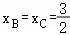 x_B = x_C = 3/2